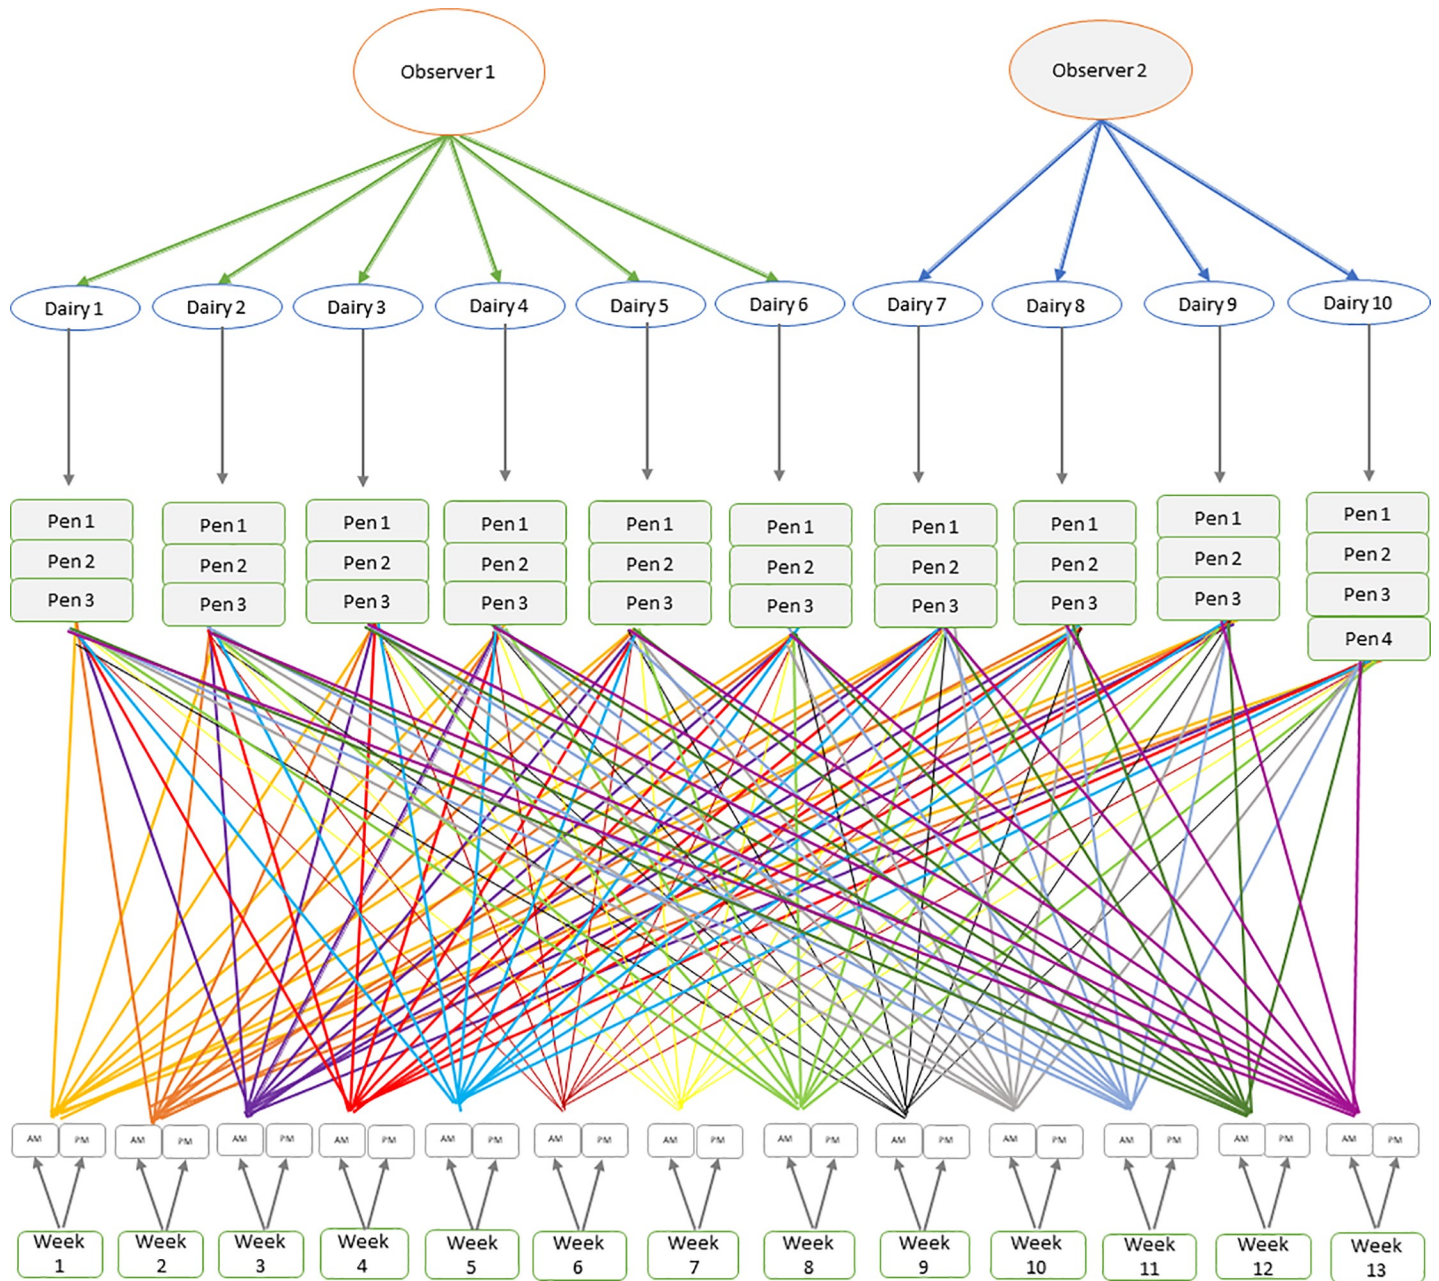 Observer 1
Observer 2
Dairy 1
Dairy 2
Dairy 3
Dairy 4
Dairy 5
Dairy 6
Dairy 7
Dairy 8
Dairy 9
Dairy 10
Pen 1
Pen 2
Pen 3
Pen 1
Pen 2
Pen 3
Pen 1
Pen 2
Pen 3
Pen 1
Pen 2
Pen 3
Pen 1
Pen 2
Pen 3
Pen 1
Pen 2
Pen 3
Pen 1
Pen 2
Pen 3
Pen 1
Pen 2
Pen 3
Pen 1
Pen 2
Pen 3
Pen 1
Pen 2
Pen 3
Pen 4
AM PM
AM PM
AM PM
AM PM
AM PM
AM PM
AM PM
AM PM
AM PM
AM PM
AM PM
AM PM
AM PM
Week
1
Week
2
Week
3
Week
4
Week
5
Week
6
Week
7
Week
8
Week
9
Week
10
Week
11
Week
12
Week
13